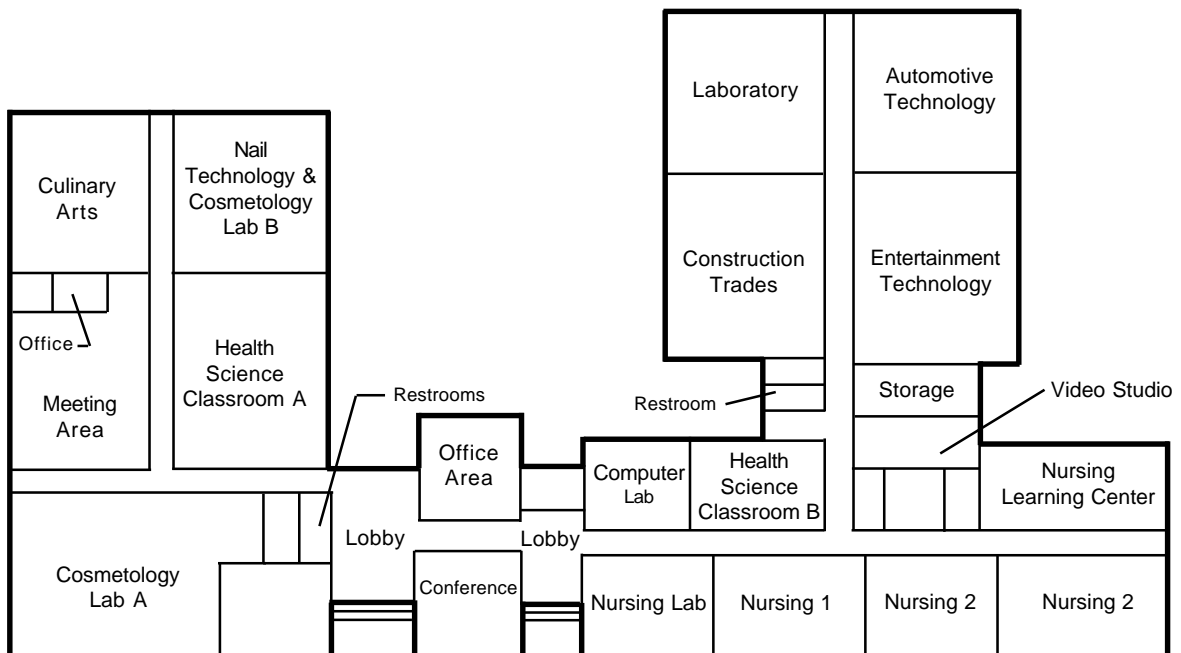 Laboratory
Automotive
Technology
Culinary
Arts
Nail
Technology &
Cosmetology
Lab B
Construction
Trades
Entertainment
Technology
Office
Health
Science
Classroom A
Meeting
Area
Restrooms
Restroom
Storage
Video Studio
Office
Area
Computer
Lab
Health
Science
Classroom B
Nursing
Learning Center
Lobby
Lobby
Cosmetology
Lab A
Conference
Nursing Lab
Nursing 1
Nursing 2
Nursing 2